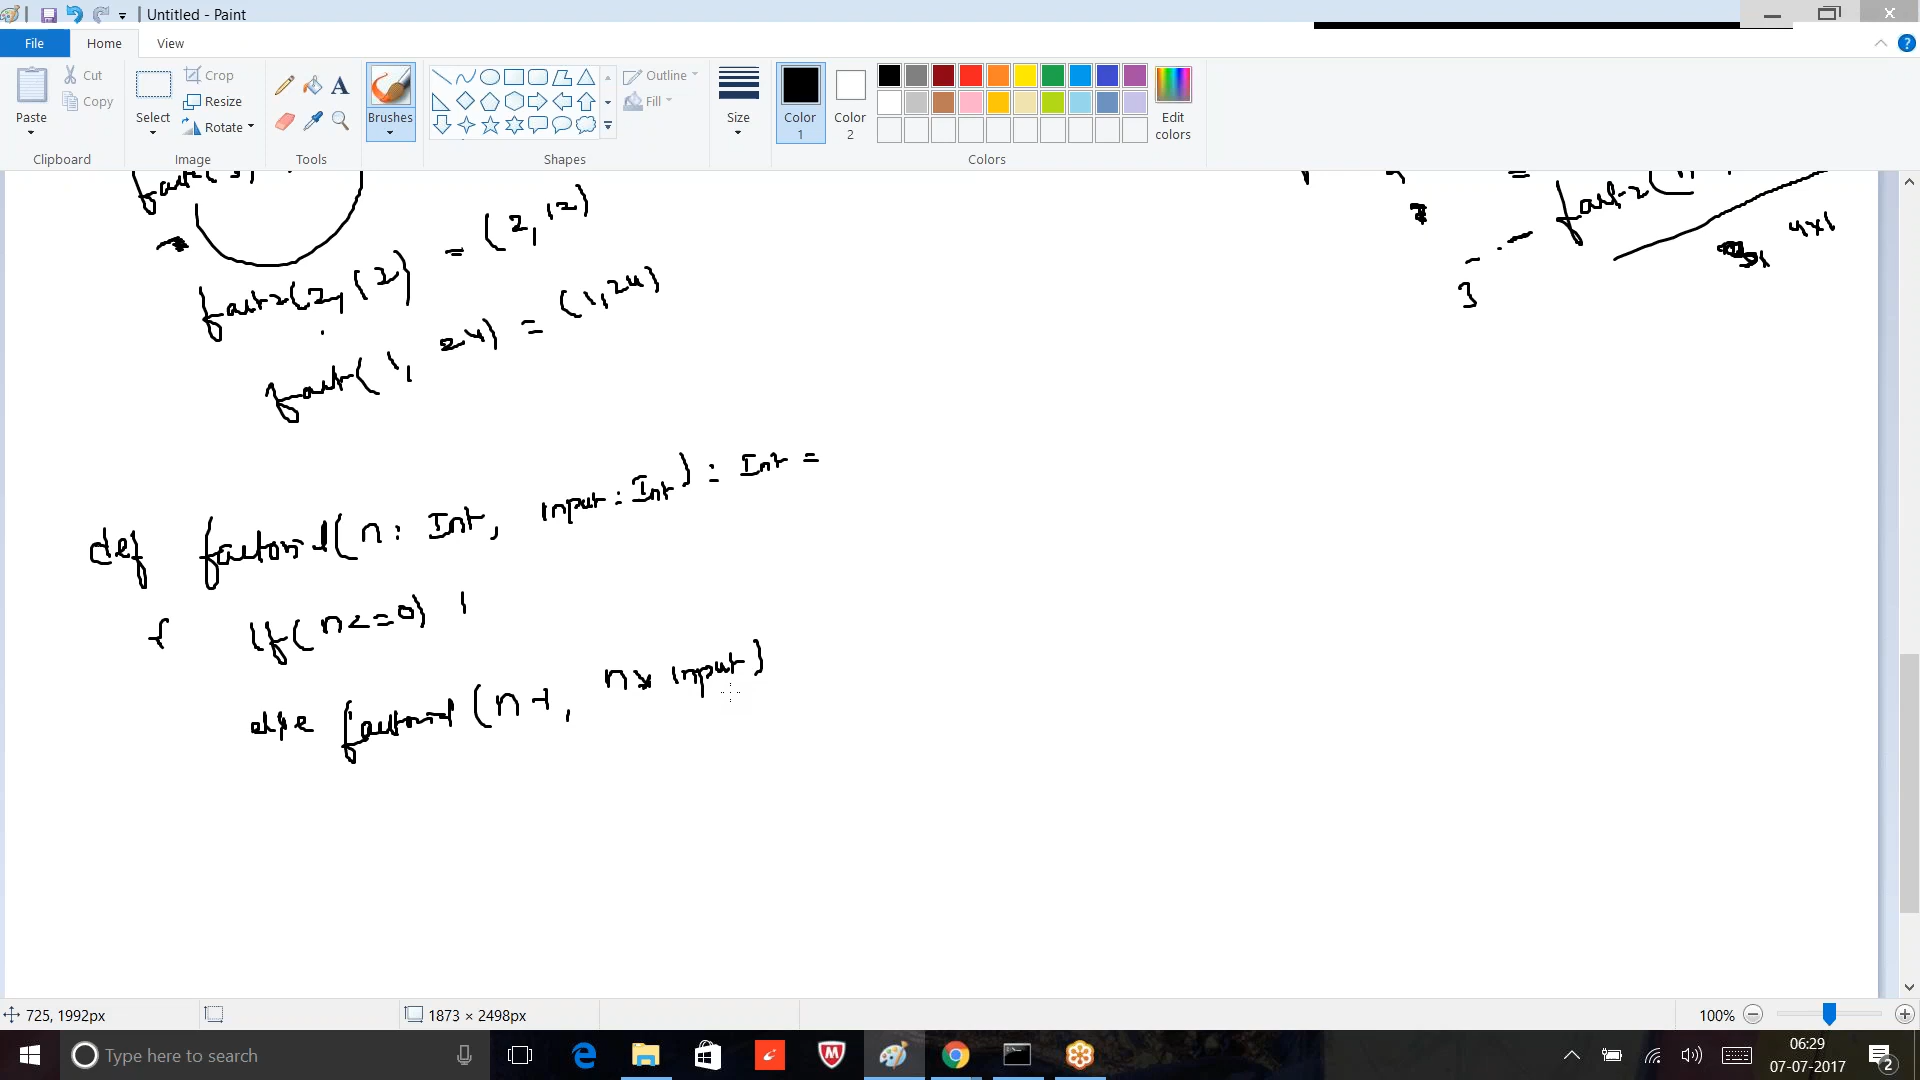 Untitled - Paint
File Home View
Paste
Cut
Copy
Clipboard
Select
Crop
Resize
Rotate
Image
Tools
Brushes
Shapes
Outline
Fill
Size
Color 1
Color 2
Edit colors
Colors
fact2(2, 12) = (2, 12)
fact(1, 24) = (1, 24)
3
4x1
def factorial(n: Int, input: Int) : Int =
{ if(n<=0) 1
else factorial(n-1, n* input)
725, 1992px
1873 × 2498px
100%
Type here to search
06:29
07-07-2017
2